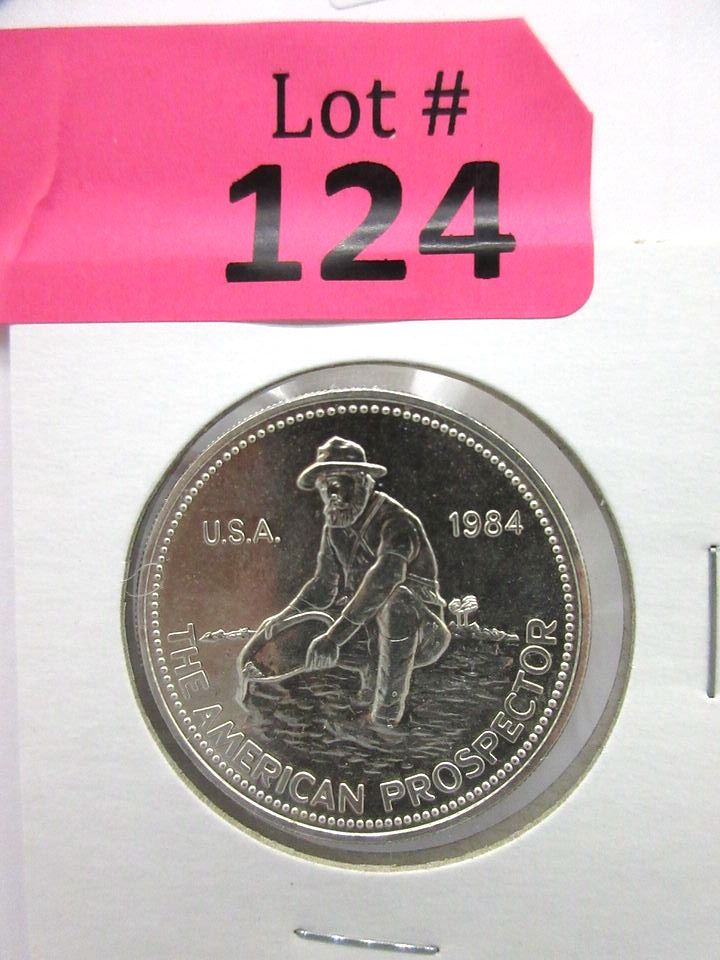 Lot #
124
U.S.A. 1984
THE AMERICAN PROSPECTOR